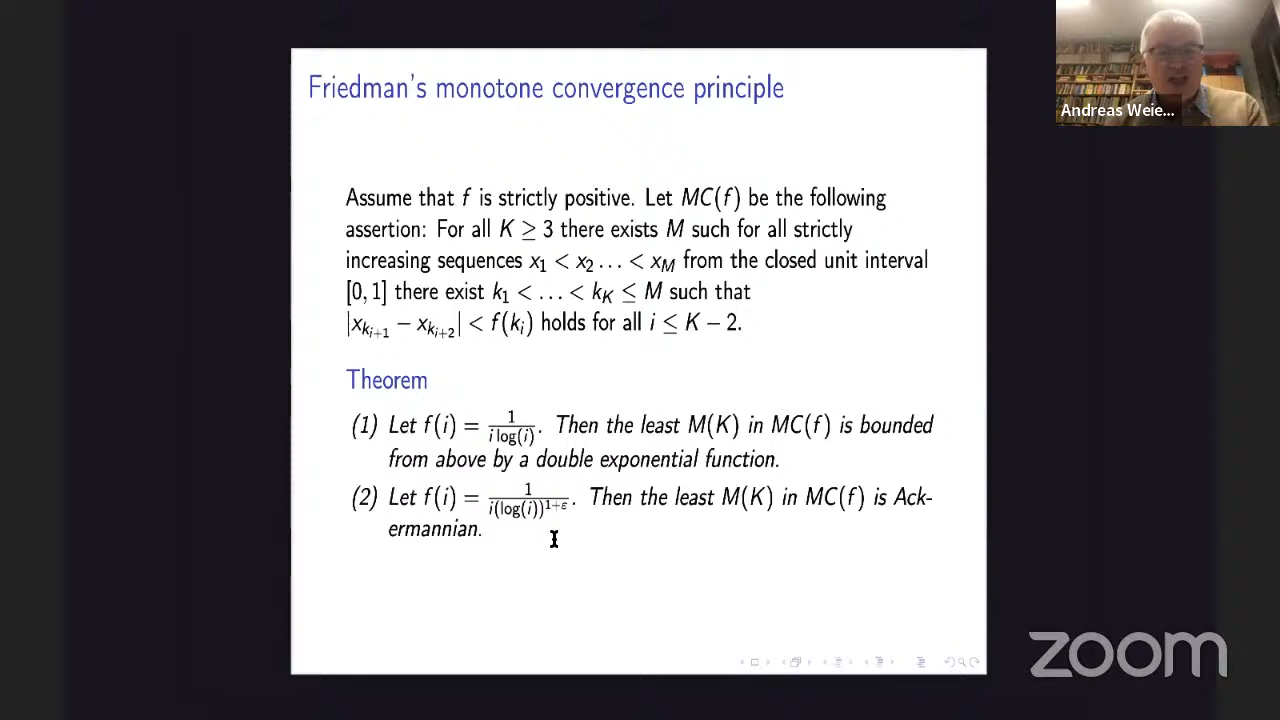 Friedman's monotone convergence principle
Assume that f is strictly positive. Let MC(f) be the following
assertion: For all K ≥ 3 there exists M such for all strictly
increasing sequences x₁ < x₂ ... < x_M from the closed unit interval
[0, 1] there exist k₁ < ... < k_K ≤ M such that
|x_{k_{i+1}} − x_{k_{i+2}}| < f(k_i) holds for all i ≤ K − 2.
Theorem
(1) Let f(i) = 1/(i log(i)). Then the least M(K) in MC(f) is bounded
from above by a double exponential function.
(2) Let f(i) = 1/(i(log(i))^{1+ε}). Then the least M(K) in MC(f) is Ack-
ermannian.
Andreas Weie...
zoom